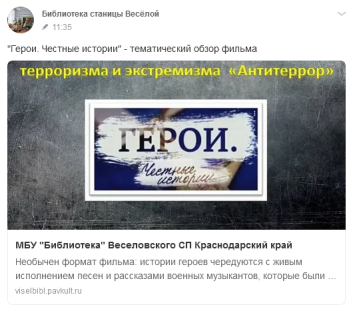 Библиотека станицы Весёлой
11:35
"Герои. Честные истории" - тематический обзор фильма
терроризма и экстремизма «Антитеррор»
ГЕРОИ.
Честные
истории
МБУ "Библиотека" Веселовского СП Краснодарский край
Необычен формат фильма: истории героев чередуются с живым
исполнением песен и рассказами военных музыкантов, которые были ...
viselbibl.pavkult.ru